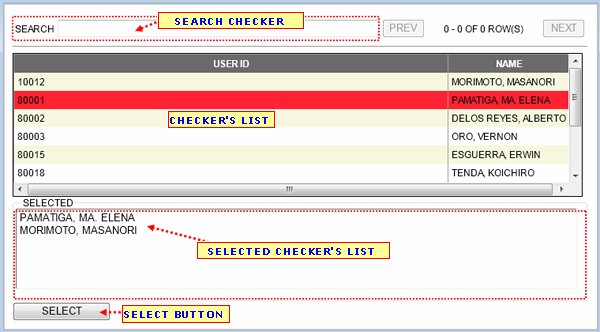 SEARCH
SEARCH CHECKER
PREV
0 - 0 OF 0 ROW(S)
NEXT
USER ID NAME
10012 MORIMOTO, MASANORI
80001 PAMATIGA, MA. ELENA
80002 DELOS REYES, ALBERTO
CHECKER'S LIST
80003 ORO, VERNON
80015 ESGUERRA, ERWIN
80018 TENDA, KOICHIRO
SELECTED
PAMATIGA, MA. ELENA
MORIMOTO, MASANORI
SELECTED CHECKER'S LIST
SELECT
SELECT BUTTON